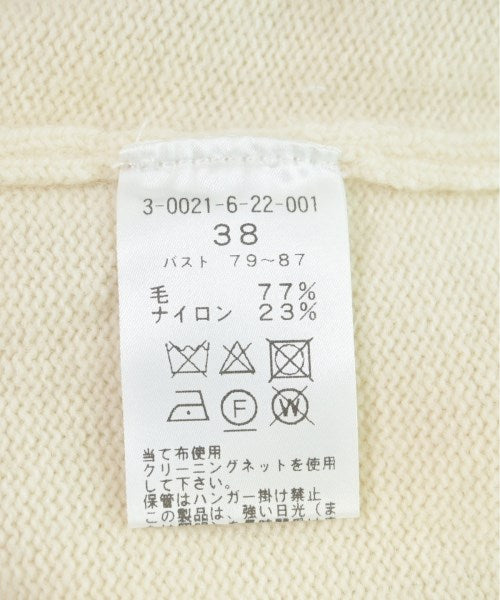 3-0021-6-22-001
38
バスト 79~87
毛 77%
ナイロン 23%
F
W
当て布使用
クリーニングネットを使用
して下さい。
保管はハンガー掛け禁止
この製品は、強い日光(ま